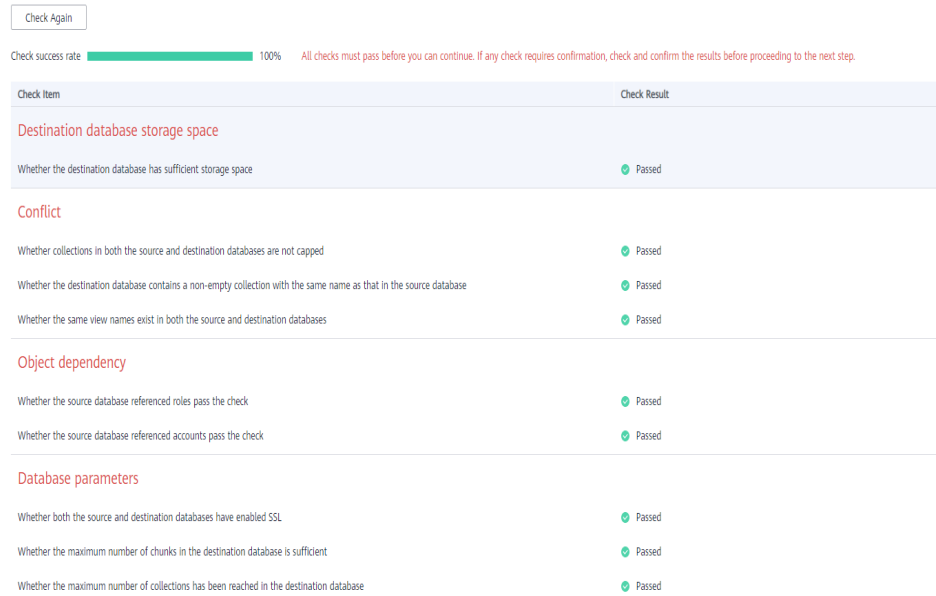 Check Again
Check success rate 100% All checks must pass before you can continue. If any check requires confirmation, check and confirm the results before proceeding to the next step.
Check Item Check Result
Destination database storage space
Whether the destination database has sufficient storage space Passed
Conflict
Whether collections in both the source and destination databases are not capped Passed
Whether the destination database contains a non-empty collection with the same name as that in the source database Passed
Whether the same view names exist in both the source and destination databases Passed
Object dependency
Whether the source database referenced roles pass the check Passed
Whether the source database referenced accounts pass the check Passed
Database parameters
Whether both the source and destination databases have enabled SSL Passed
Whether the maximum number of chunks in the destination database is sufficient Passed
Whether the maximum number of collections has been reached in the destination database Passed